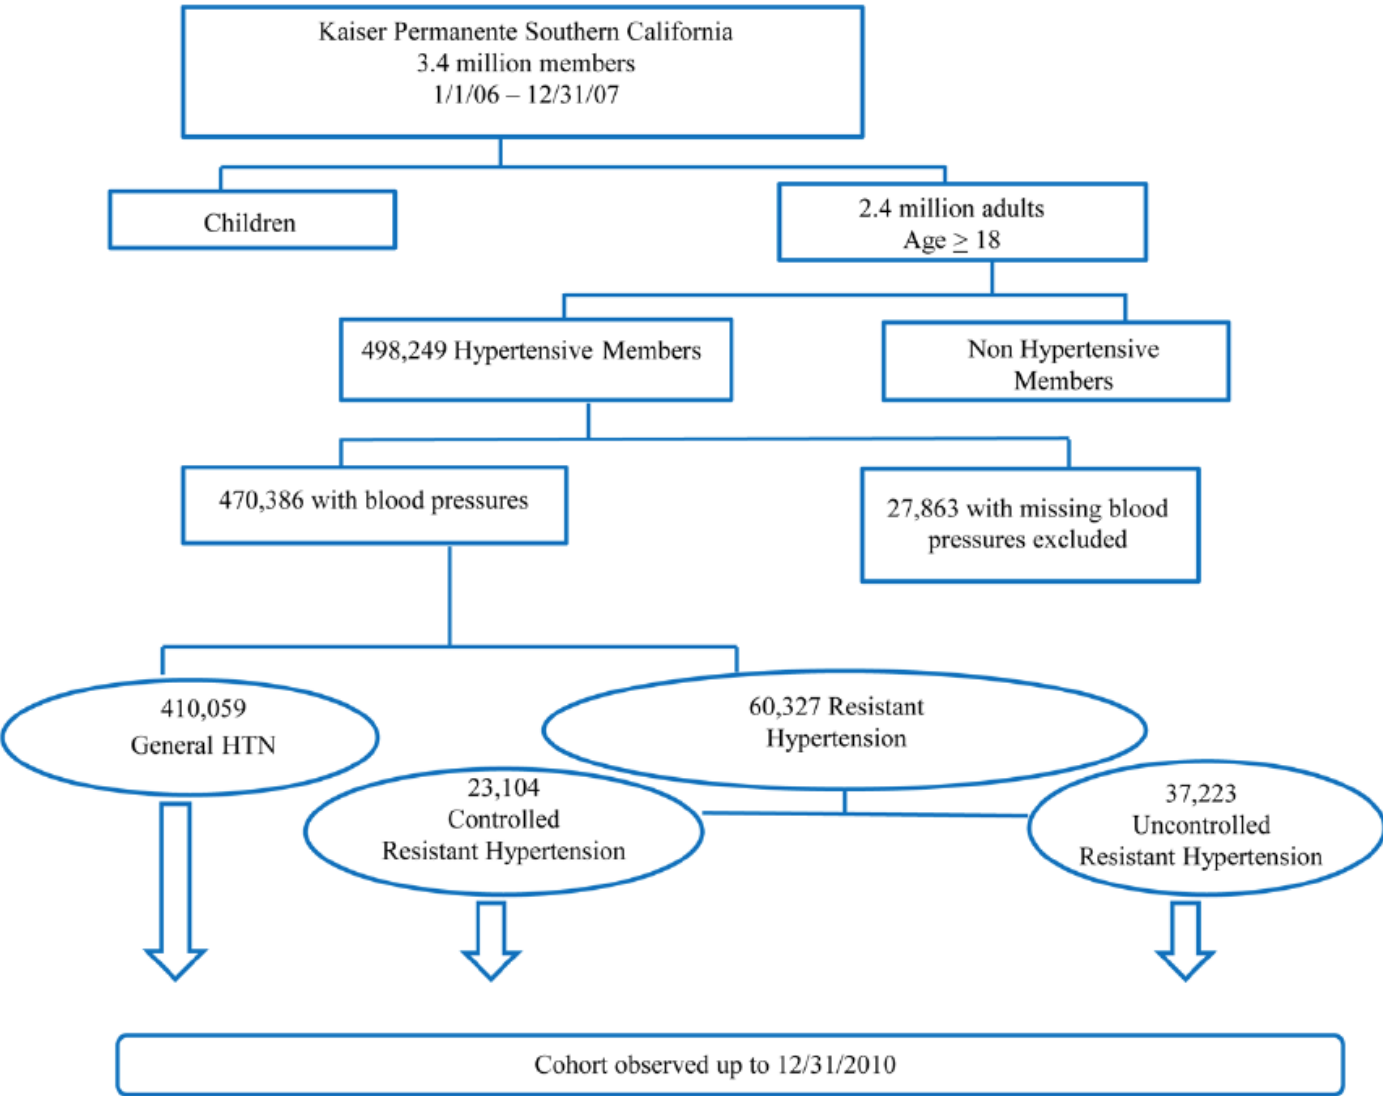 Kaiser Permanente Southern California
3.4 million members
1/1/06 – 12/31/07
Children
2.4 million adults
Age ≥ 18
498,249 Hypertensive Members
Non Hypertensive
Members
470,386 with blood pressures
27,863 with missing blood
pressures excluded
410,059
General HTN
60,327 Resistant
Hypertension
23,104
Controlled
Resistant Hypertension
37,223
Uncontrolled
Resistant Hypertension
Cohort observed up to 12/31/2010